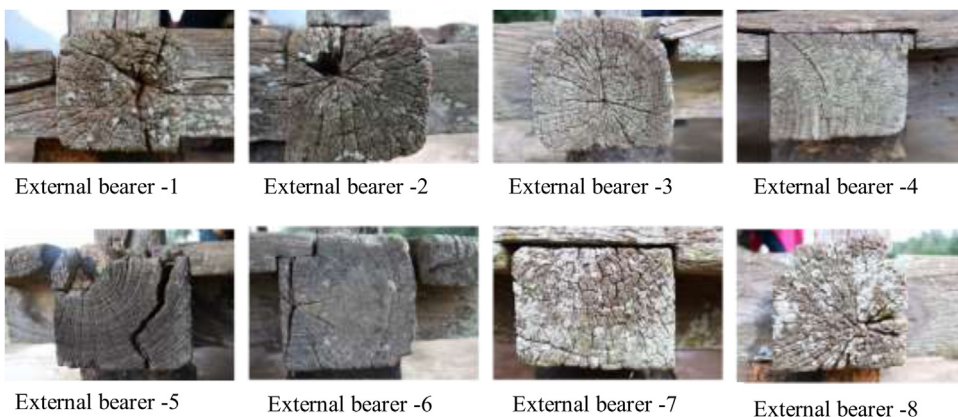 External bearer -1
External bearer -2
External bearer -3
External bearer -4
External bearer -5
External bearer -6
External bearer -7
External bearer -8